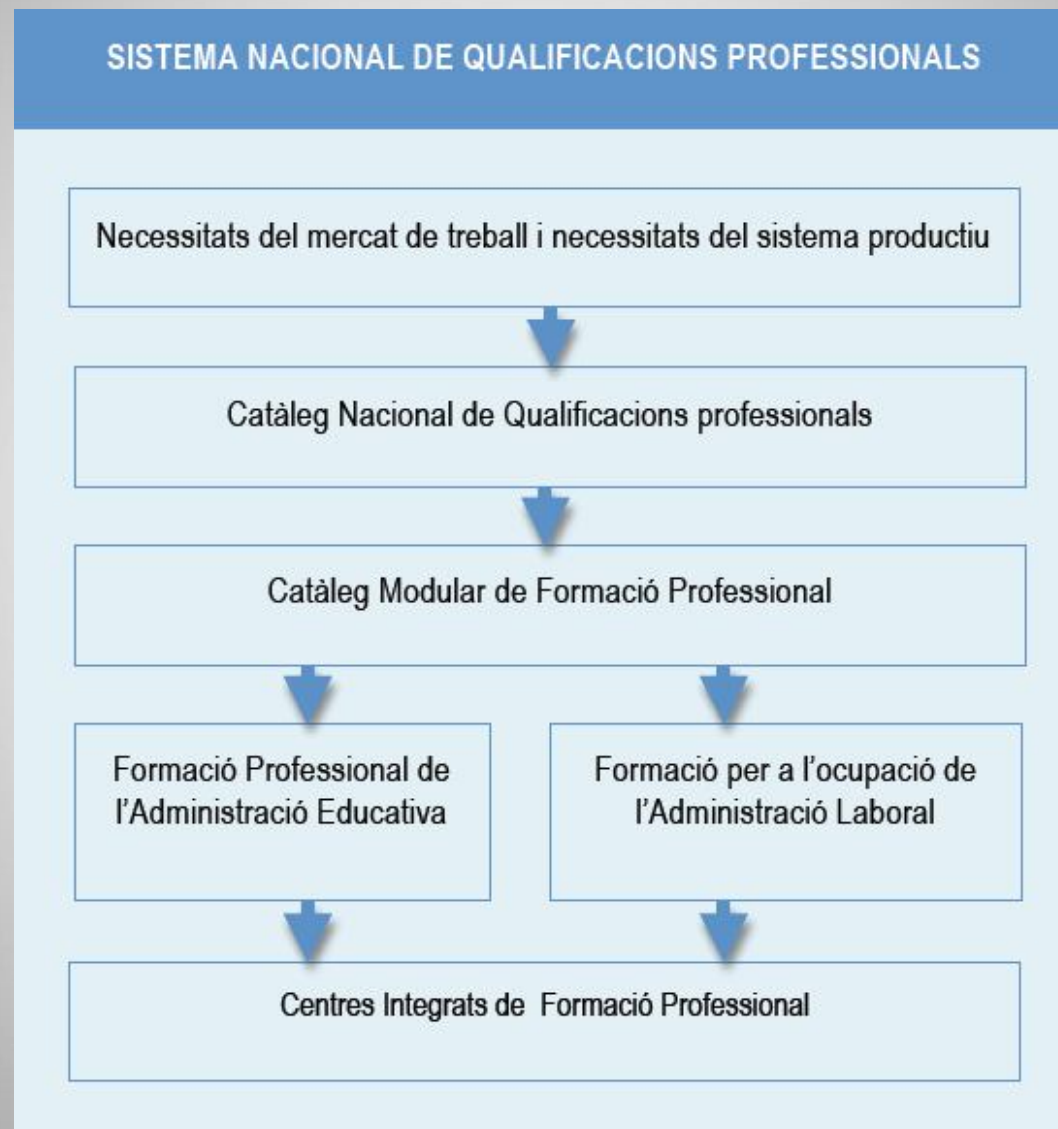 SISTEMA NACIONAL DE QUALIFICACIONS PROFESSIONALS
Necessitats del mercat de treball i necessitats del sistema productiu
Catàleg Nacional de Qualificacions professionals
Catàleg Modular de Formació Professional
Formació Professional de
l'Administració Educativa
Formació per a l'ocupació de
l'Administració Laboral
Centres Integrats de Formació Professional